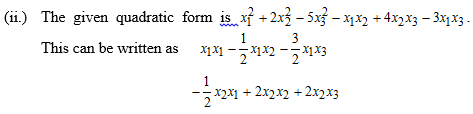 (ii.) The given quadratic form is x₁² + 2x₂² − 5x₃² − x₁x₂ + 4x₂x₃ − 3x₁x₃.
This can be written as x₁x₁ − 1/2 x₁x₂ − 3/2 x₁x₃
− 1/2 x₂x₁ + 2x₂x₂ + 2x₂x₃